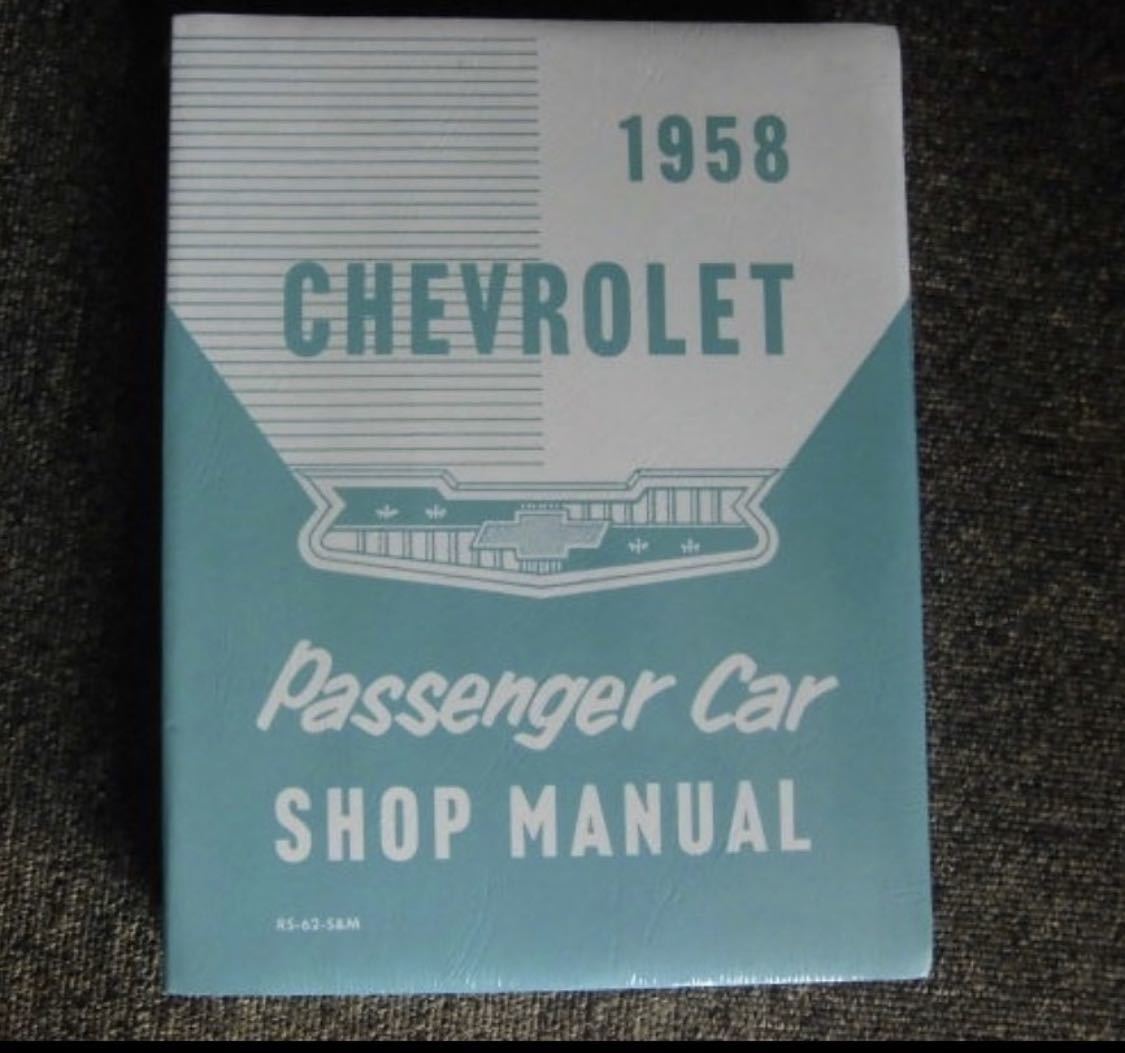 1958
CHEVROLET
Passenger Car
SHOP MANUAL
RS-62-S&M